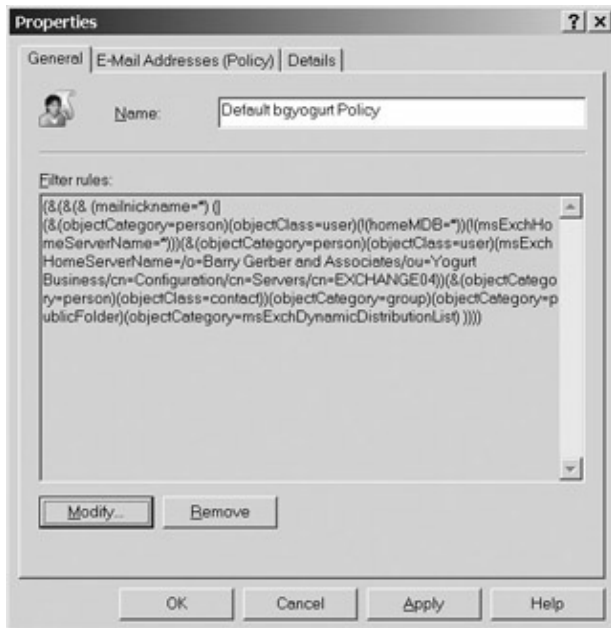 Properties
General E-Mail Addresses (Policy) Details
Name: Default bgyogurt Policy
Filter rules:
(&(&(& (mailnickname=*) (|
(&(objectCategory=person)(objectClass=user)(!(homeMDB=*))(!(msExchHo
meServerName=*)))(&(objectCategory=person)(objectClass=user)(msExch
HomeServerName=/o=Barry Gerber and Associates/ou=Yogurt
Business/cn=Configuration/cn=Servers/cn=EXCHANGE04))(&(objectCatego
ry=person)(objectClass=contact))(objectCategory=group)(objectCategory=p
ublicFolder)(objectCategory=msExchDynamicDistributionList) ))))
Modify... Remove
OK Cancel Apply Help